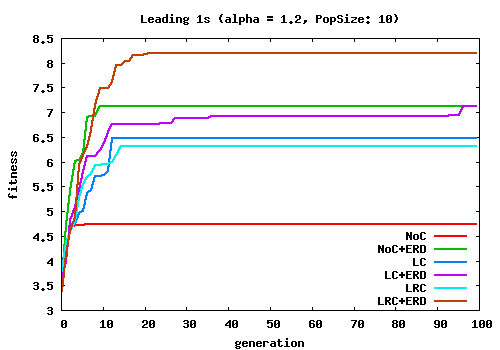 Leading 1s (alpha = 1.2, PopSize: 10)
8.5
8
7.5
7
6.5
6
5.5
5
4.5
4
3.5
3
fitness
NoC
NoC+ERD
LC
LC+ERD
LRC
LRC+ERD
0 10 20 30 40 50 60 70 80 90 100
generation